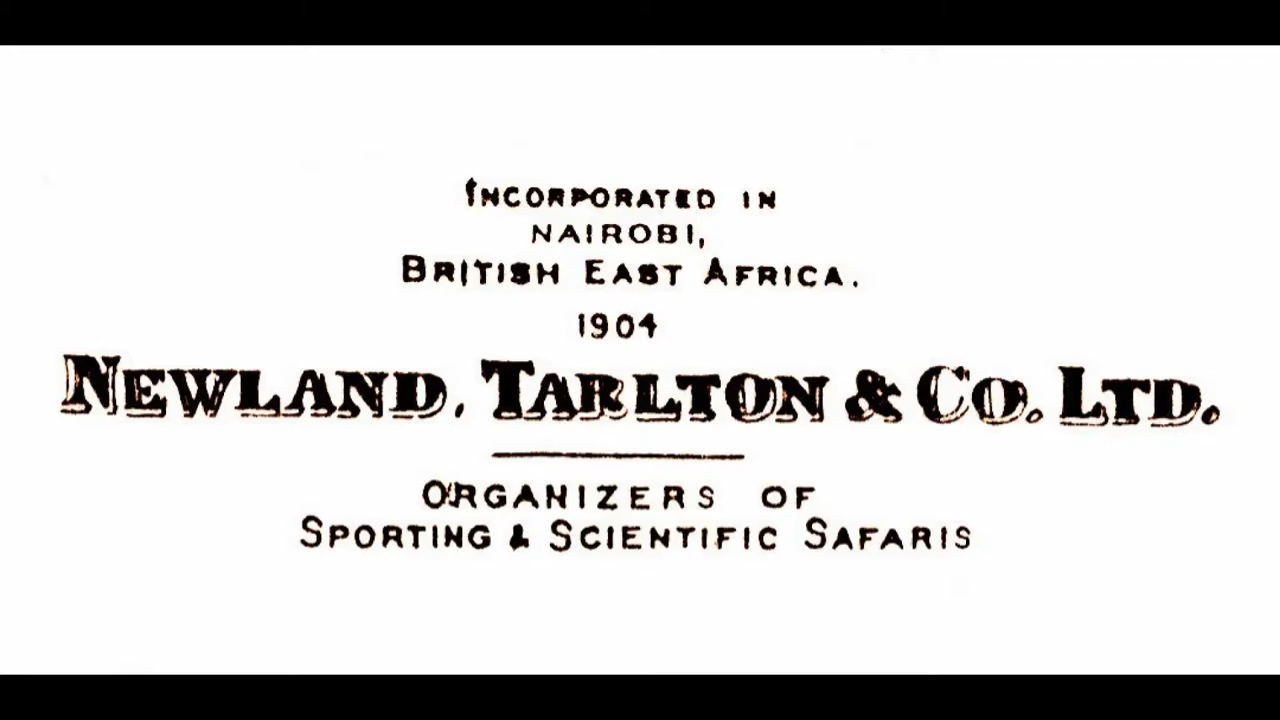 INCORPORATED IN
NAIROBI,
BRITISH EAST AFRICA.
1904
NEWLAND, TARLTON & CO. LTD.
ORGANIZERS OF
SPORTING & SCIENTIFIC SAFARIS